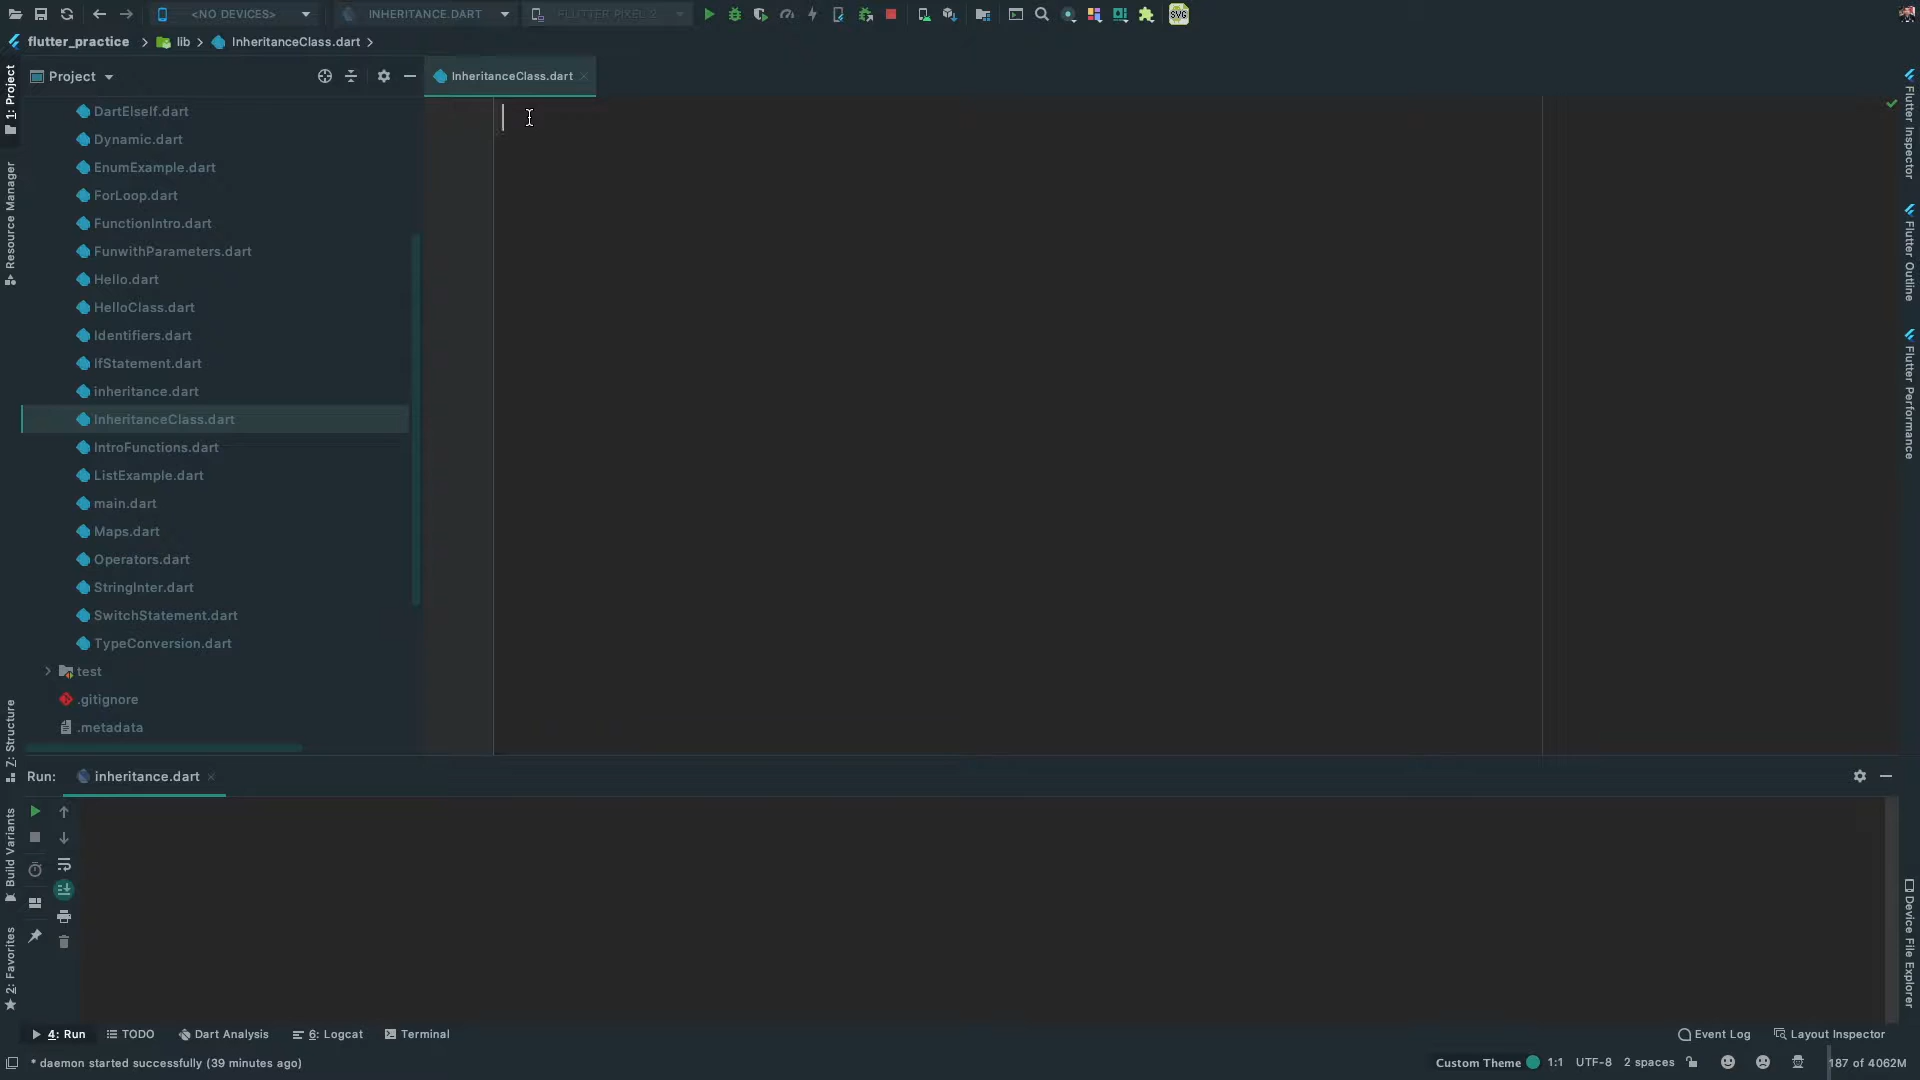 <NO DEVICES>
INHERITANCE.DART
FLUTTER PIXEL 2
SVG
flutter_practice
lib
InheritanceClass.dart
Project
InheritanceClass.dart
DartElseIf.dart
Dynamic.dart
EnumExample.dart
ForLoop.dart
FunctionIntro.dart
FunwithParameters.dart
Hello.dart
HelloClass.dart
Identifiers.dart
IfStatement.dart
inheritance.dart
InheritanceClass.dart
IntroFunctions.dart
ListExample.dart
main.dart
Maps.dart
Operators.dart
StringInter.dart
SwitchStatement.dart
TypeConversion.dart
test
.gitignore
.metadata
1: Project
Resource Manager
Z: Structure
Build Variants
2: Favorites
Flutter Inspector
Flutter Outline
Flutter Performance
Device File Explorer
Run:
inheritance.dart
4: Run
TODO
Dart Analysis
6: Logcat
Terminal
Event Log
Layout Inspector
* daemon started successfully (39 minutes ago)
Custom Theme
1:1
UTF-8
2 spaces
187 of 4062M